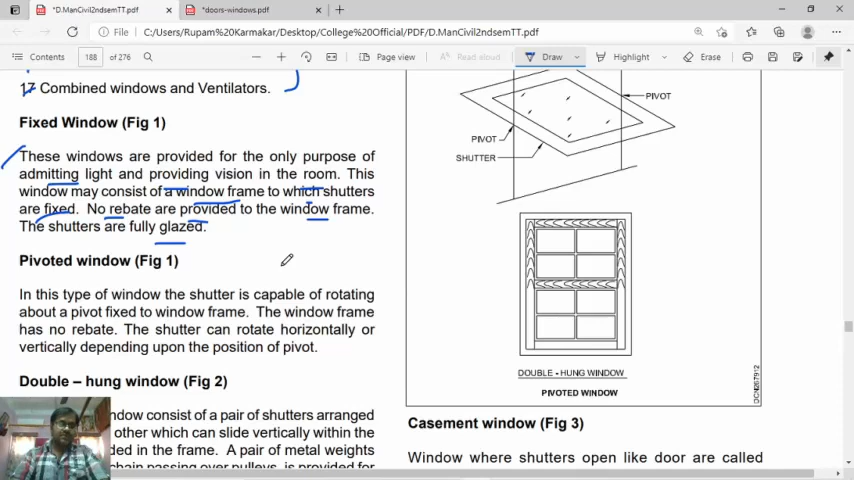 *D.ManCivil2ndsemTT.pdf
*doors-windows.pdf
File
C:/Users/Rupam%20Karmakar/Desktop/College%20Official/PDF/D.ManCivil2ndsemTT.pdf
Contents
188
of 276
Page view
Read aloud
Draw
Highlight
Erase
17 Combined windows and Ventilators.
Fixed Window (Fig 1)
These windows are provided for the only purpose of
admitting light and providing vision in the room. This
window may consist of a window frame to which shutters
are fixed. No rebate are provided to the window frame.
The shutters are fully glazed.
Pivoted window (Fig 1)
In this type of window the shutter is capable of rotating
about a pivot fixed to window frame. The window frame
has no rebate. The shutter can rotate horizontally or
vertically depending upon the position of pivot.
Double – hung window (Fig 2)
ndow consist of a pair of shutters arranged
other which can slide vertically within the
ded in the frame. A pair of metal weights
chain passing over pulleys, is provided for
PIVOT
PIVOT
SHUTTER
DOUBLE - HUNG WINDOW
PIVOTED WINDOW
DCN267912
Casement window (Fig 3)
Window where shutters open like door are called